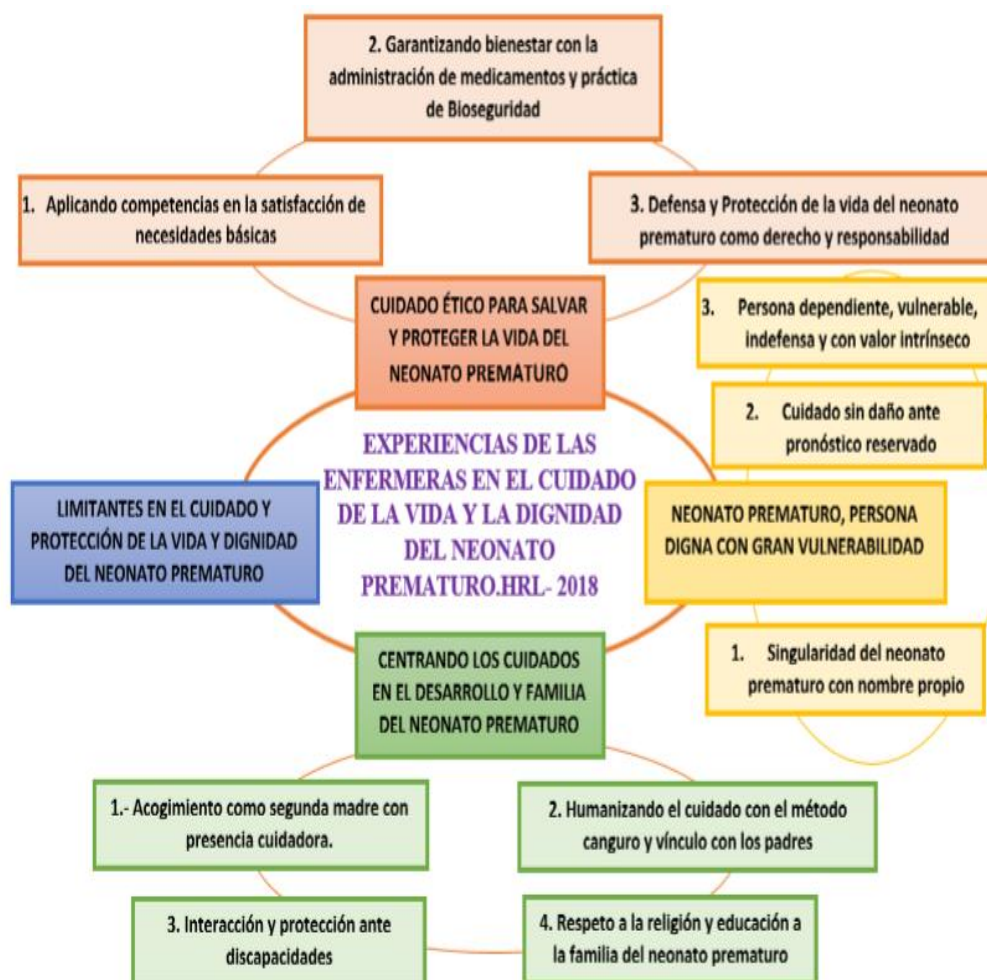 2. Garantizando bienestar con la
administración de medicamentos y práctica
de Bioseguridad
1. Aplicando competencias en la satisfacción de
necesidades básicas
3. Defensa y Protección de la vida del neonato
prematuro como derecho y responsabilidad
CUIDADO ÉTICO PARA SALVAR
Y PROTEGER LA VIDA DEL
NEONATO PREMATURO
3. Persona dependiente, vulnerable,
indefensa y con valor intrínseco
2. Cuidado sin daño ante
pronóstico reservado
EXPERIENCIAS DE LAS
ENFERMERAS EN EL CUIDADO
DE LA VIDA Y LA DIGNIDAD
DEL NEONATO
PREMATURO.HRL- 2018
LIMITANTES EN EL CUIDADO Y
PROTECCIÓN DE LA VIDA Y DIGNIDAD
DEL NEONATO PREMATURO
NEONATO PREMATURO, PERSONA
DIGNA CON GRAN VULNERABILIDAD
1. Singularidad del neonato
prematuro con nombre propio
CENTRANDO LOS CUIDADOS
EN EL DESARROLLO Y FAMILIA
DEL NEONATO PREMATURO
1.- Acogimiento como segunda madre con
presencia cuidadora.
2. Humanizando el cuidado con el método
canguro y vínculo con los padres
3. Interacción y protección ante
discapacidades
4. Respeto a la religión y educación a
la familia del neonato prematuro